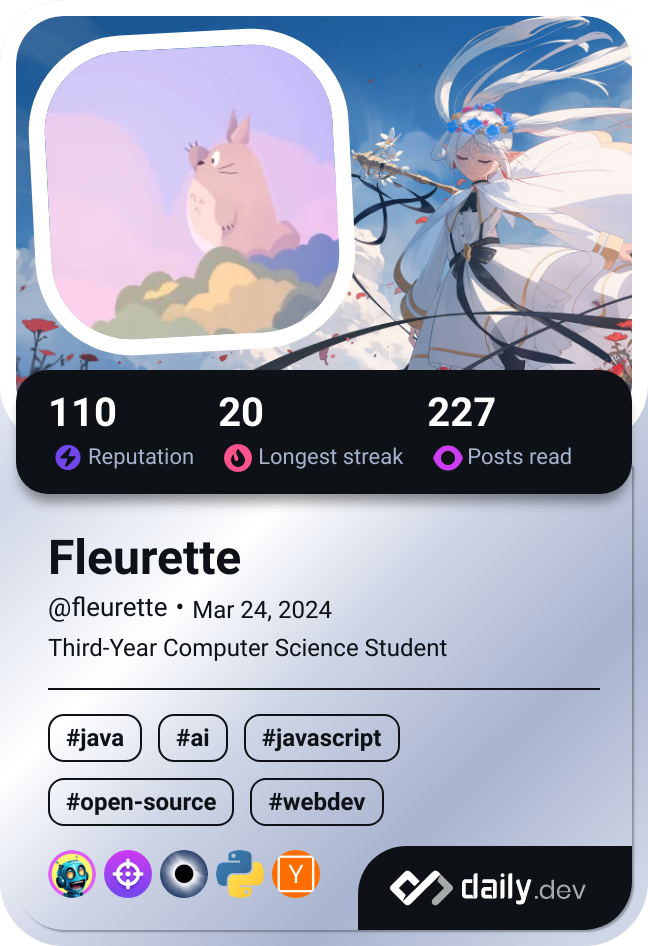 110 20 227
Reputation Longest streak Posts read
Fleurette
@fleurette • Mar 24, 2024
Third-Year Computer Science Student
#java #ai #javascript
#open-source #webdev
Y
daily.dev